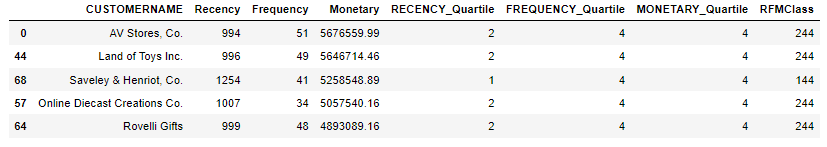 CUSTOMERNAME Recency Frequency Monetary RECENCY_Quartile FREQUENCY_Quartile MONETARY_Quartile RFMClass
0 AV Stores, Co. 994 51 5676559.99 2 4 4 244
44 Land of Toys Inc. 996 49 5646714.46 2 4 4 244
68 Saveley & Henriot, Co. 1254 41 5258548.89 1 4 4 144
57 Online Diecast Creations Co. 1007 34 5057540.16 2 4 4 244
64 Rovelli Gifts 999 48 4893089.16 2 4 4 244